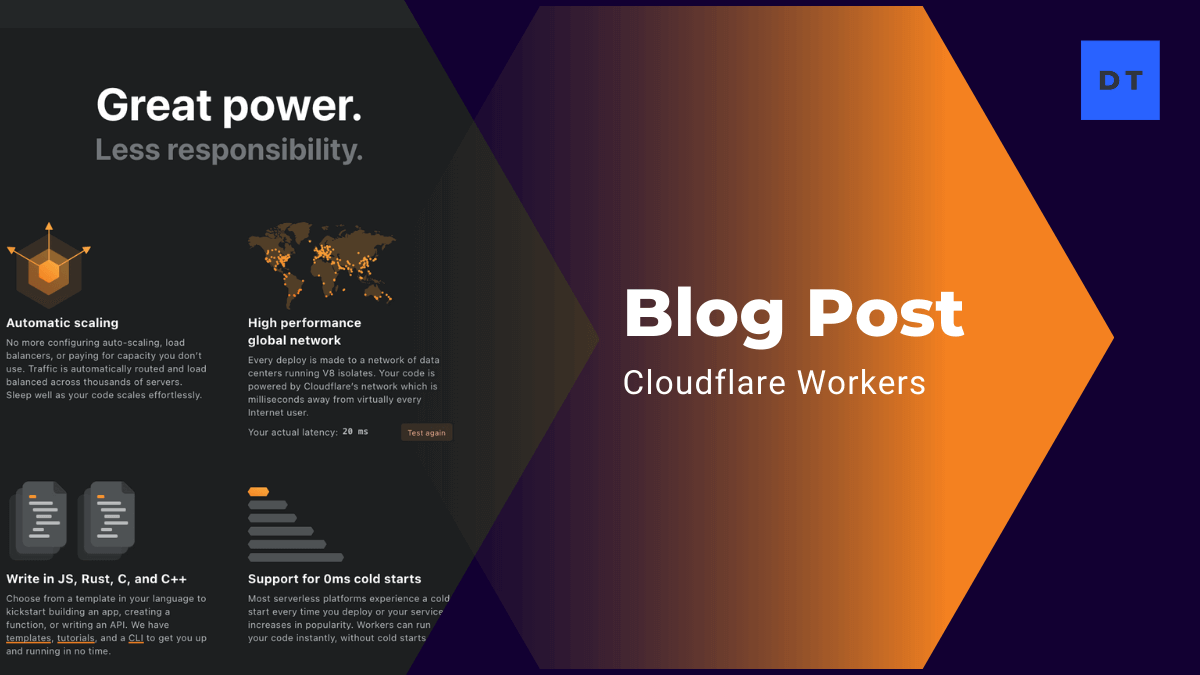 Great power.
Less responsibility.
Automatic scaling
No more configuring auto-scaling, load
balancers, or paying for capacity you don't
use. Traffic is automatically routed and load
balanced across thousands of servers.
Sleep well as your code scales effortlessly.
High performance
global network
Every deploy is made to a network of data
centers running V8 isolates. Your code is
powered by Cloudflare's network which is
milliseconds away from virtually every
Internet user.
Your actual latency: 20 ms
Test again
Write in JS, Rust, C, and C++
Choose from a template in your language to
kickstart building an app, creating a
function, or writing an API. We have
templates, tutorials, and a CLI to get you up
and running in no time.
Support for 0ms cold starts
Most serverless platforms experience a cold
start every time you deploy or your service
increases in popularity. Workers can run
your code instantly, without cold starts
Blog Post
Cloudflare Workers
DT